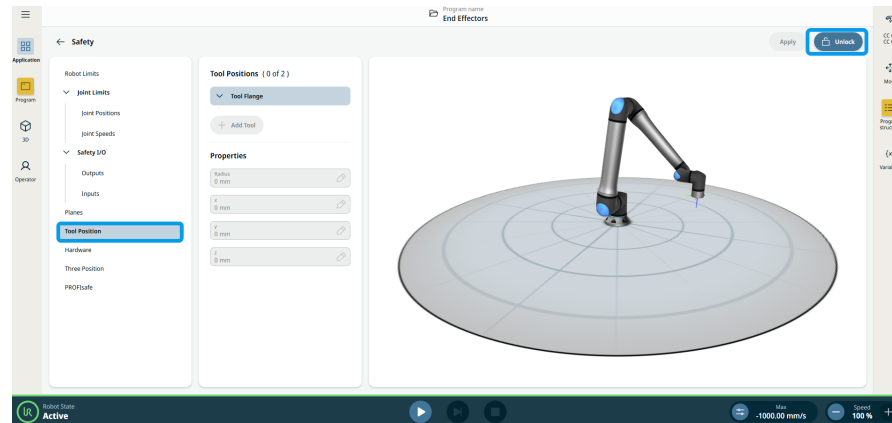 Program name
End Effectors
Application
Program
3D
Operator
Safety
Apply
Unlock
Robot Limits
Joint Limits
Joint Positions
Joint Speeds
Safety I/O
Outputs
Inputs
Planes
Tool Position
Hardware
Three Position
PROFIsafe
Tool Positions ( 0 of 2 )
Tool Flange
+ Add Tool
Properties
Radius
0 mm
X
0 mm
Y
0 mm
Z
0 mm
UR
Robot State
Active
Max
-1000.00 mm/s
Speed
100 %